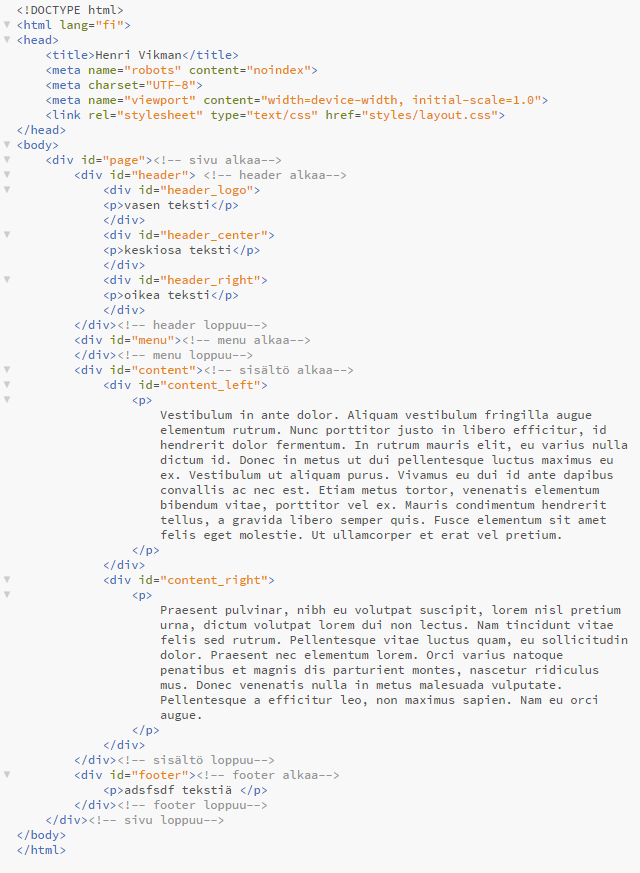 <!DOCTYPE html>
<html lang="fi">
<head>
    <title>Henri Vikman</title>
    <meta name="robots" content="noindex">
    <meta charset="UTF-8">
    <meta name="viewport" content="width=device-width, initial-scale=1.0">
    <link rel="stylesheet" type="text/css" href="styles/layout.css">
</head>
<body>
    <div id="page"><!-- sivu alkaa-->
        <div id="header"> <!-- header alkaa-->
            <div id="header_logo">
            <p>vasen teksti</p>
            </div>
            <div id="header_center">
            <p>keskiosa teksti</p>
            </div>
            <div id="header_right">
            <p>oikea teksti</p>
            </div>
        </div><!-- header loppuu-->
        <div id="menu"><!-- menu alkaa-->
        </div><!-- menu loppuu-->
        <div id="content"><!-- sisältö alkaa-->
            <div id="content_left">
                <p>
                    Vestibulum in ante dolor. Aliquam vestibulum fringilla augue
                    elementum rutrum. Nunc porttitor justo in libero efficitur, id
                    hendrerit dolor fermentum. In rutrum mauris elit, eu varius nulla
                    dictum id. Donec in metus ut dui pellentesque luctus maximus eu
                    ex. Vestibulum ut aliquam purus. Vivamus eu dui id ante dapibus
                    convallis ac nec est. Etiam metus tortor, venenatis elementum
                    bibendum vitae, porttitor vel ex. Mauris condimentum hendrerit
                    tellus, a gravida libero semper quis. Fusce elementum sit amet
                    felis eget molestie. Ut ullamcorper et erat vel pretium.
                </p>
            </div>
            <div id="content_right">
                <p>
                    Praesent pulvinar, nibh eu volutpat suscipit, lorem nisl pretium
                    urna, dictum volutpat lorem dui non lectus. Nam tincidunt vitae
                    felis sed rutrum. Pellentesque vitae luctus quam, eu sollicitudin
                    dolor. Praesent nec elementum lorem. Orci varius natoque
                    penatibus et magnis dis parturient montes, nascetur ridiculus
                    mus. Donec venenatis nulla in metus malesuada vulputate.
                    Pellentesque a efficitur leo, non maximus sapien. Nam eu orci
                    augue.
                </p>
            </div>
        </div><!-- sisältö loppuu-->
        <div id="footer"><!-- footer alkaa-->
            <p>adsfsdf tekstiä </p>
        </div><!-- footer loppuu-->
    </div><!-- sivu loppuu-->
</body>
</html>